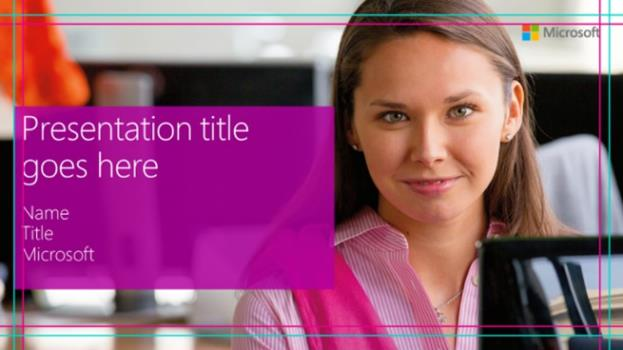 Microsoft
Presentation title
goes here
Name
Title
Microsoft